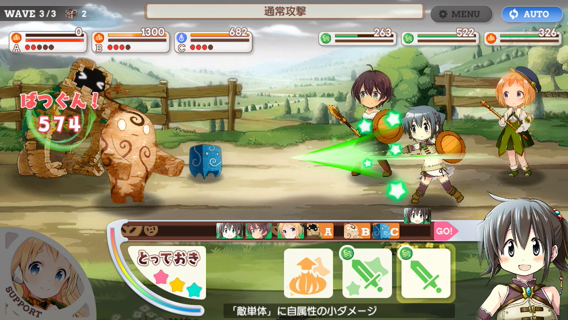 WAVE 3 / 3
2
通常攻撃
MENU
AUTO
0
A
1300
B
682
C
263
522
326
ばつぐん！
574
A
B
C
GO!
とっておき
SUPPORT
「敵単体」に自属性の小ダメージ